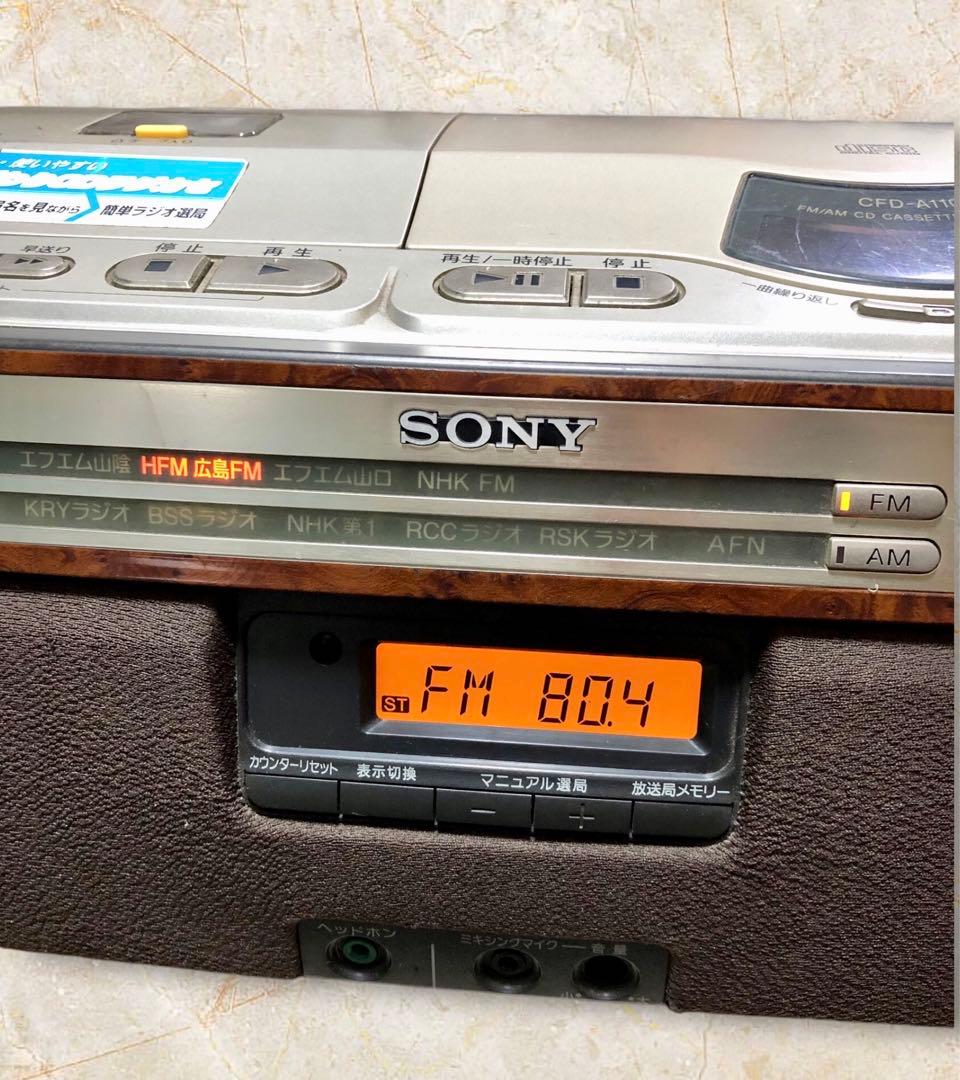 使いやすい
名を見ながら 簡単ラジオ選局
CFD-A110
FM/AM CD CASSETTE
早送り
停止
再生
再生/一時停止
停止
一曲繰り返し
SONY
エフエム山陰 HFM 広島FM エフエム山口 NHK FM
FM
KRYラジオ BSSラジオ NHK 第1 RCCラジオ RSKラジオ AFN
AM
ST FM 80.4
カウンターリセット 表示切換 マニュアル選局 放送局メモリー
− +
ヘッドホン ミキシングマイク 音量
小 大